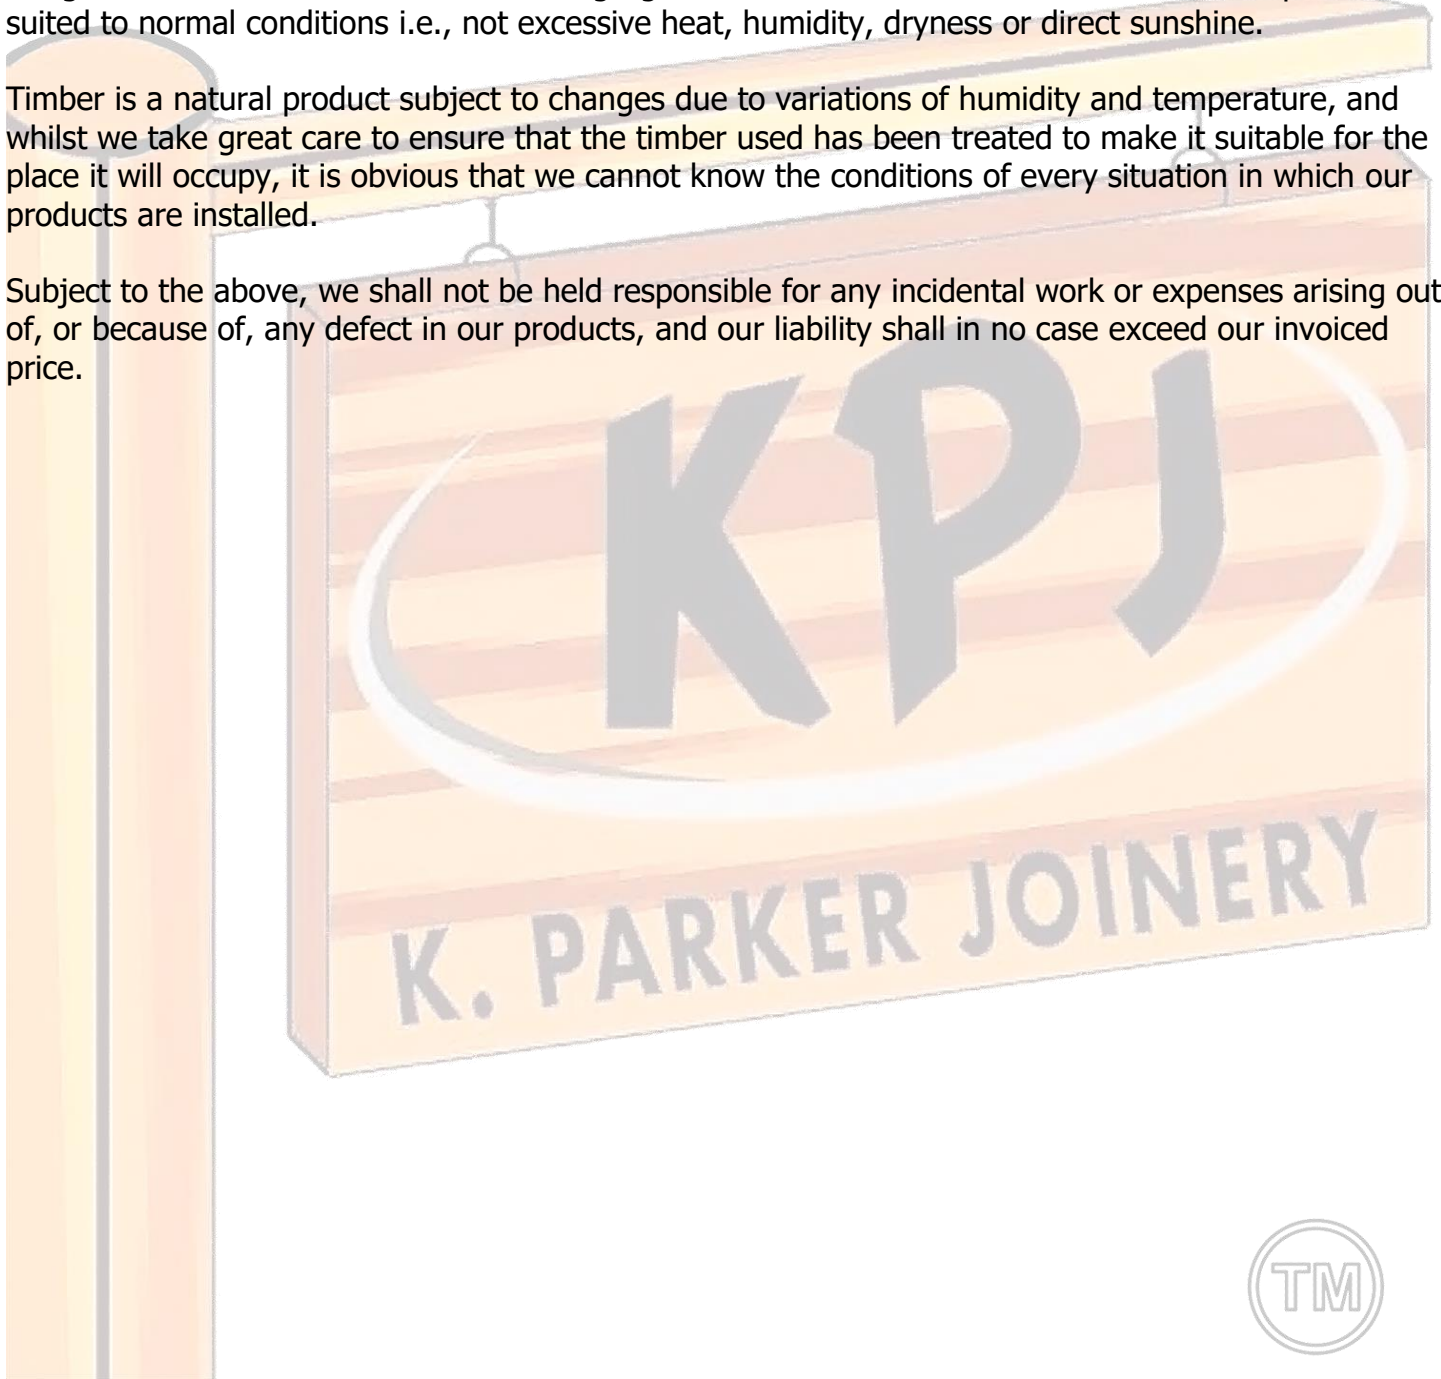 suited to normal conditions i.e., not excessive heat, humidity, dryness or direct sunshine.
Timber is a natural product subject to changes due to variations of humidity and temperature, and
whilst we take great care to ensure that the timber used has been treated to make it suitable for the
place it will occupy, it is obvious that we cannot know the conditions of every situation in which our
products are installed.
Subject to the above, we shall not be held responsible for any incidental work or expenses arising out
of, or because of, any defect in our products, and our liability shall in no case exceed our invoiced
price.
KPJ
K. PARKER JOINERY
TM